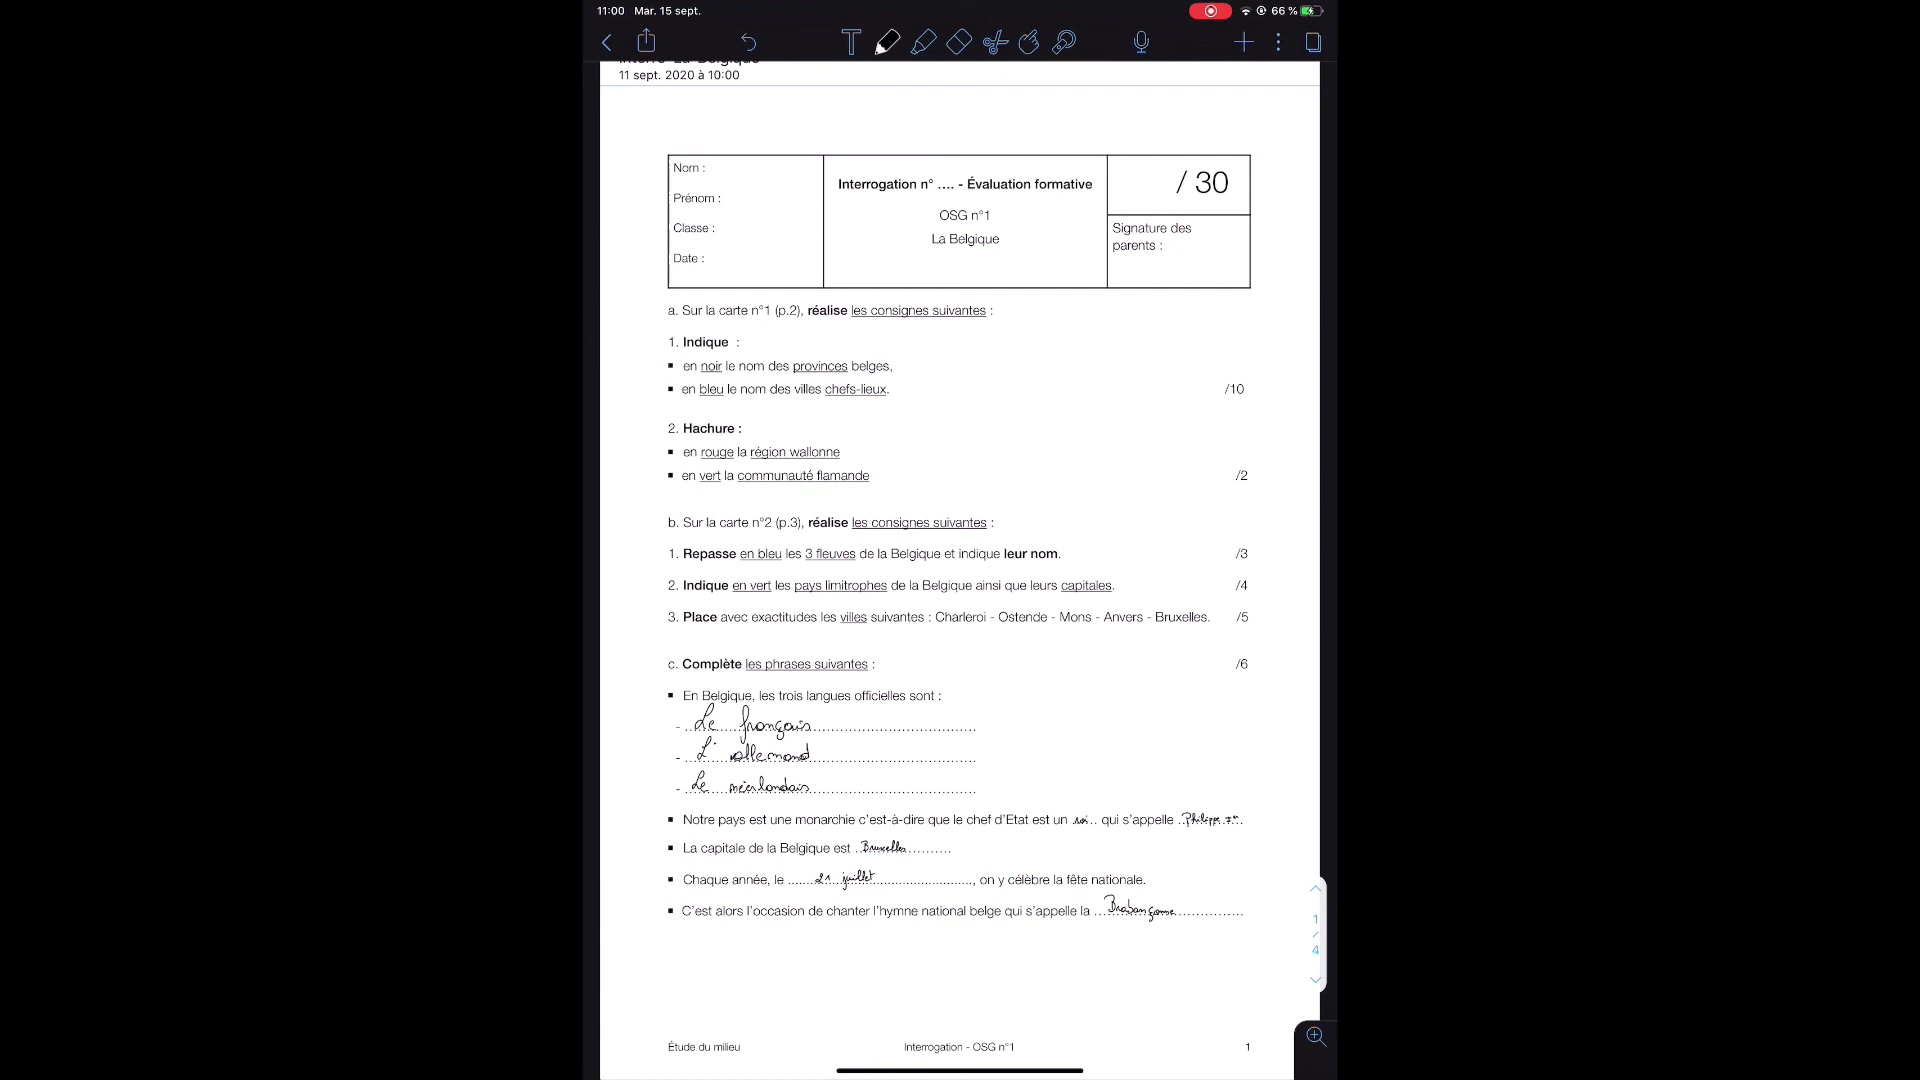 11:00 Mar. 15 sept.
66 %
11 sept. 2020 à 10:00
Nom :
Prénom :
Classe :
Date :
Interrogation n° .... - Évaluation formative
OSG n°1
La Belgique
/ 30
Signature des
parents :
a. Sur la carte n°1 (p.2), réalise les consignes suivantes :
1. Indique :
▪ en noir le nom des provinces belges,
▪ en bleu le nom des villes chefs-lieux. /10
2. Hachure :
▪ en rouge la région wallonne
▪ en vert la communauté flamande /2
b. Sur la carte n°2 (p.3), réalise les consignes suivantes :
1. Repasse en bleu les 3 fleuves de la Belgique et indique leur nom. /3
2. Indique en vert les pays limitrophes de la Belgique ainsi que leurs capitales. /4
3. Place avec exactitudes les villes suivantes : Charleroi - Ostende - Mons - Anvers - Bruxelles. /5
c. Complète les phrases suivantes : /6
▪ En Belgique, les trois langues officielles sont :
- Le français
- L'allemand
- Le néerlandais
▪ Notre pays est une monarchie c'est-à-dire que le chef d'Etat est un roi .. qui s'appelle Philippe 1er
▪ La capitale de la Belgique est Bruxelles
▪ Chaque année, le 21 juillet, on y célèbre la fête nationale.
▪ C'est alors l'occasion de chanter l'hymne national belge qui s'appelle la Brabançonne
1
/
4
Étude du milieu Interrogation - OSG n°1 1